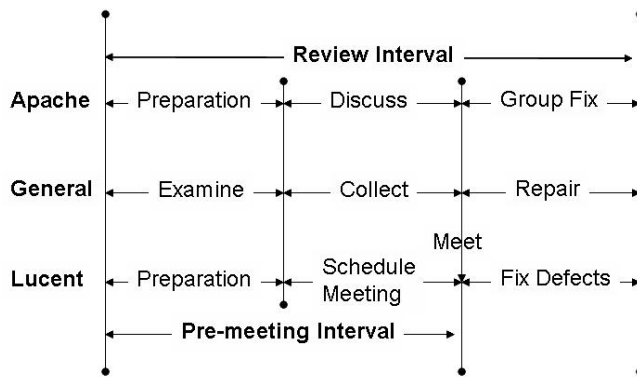 Review Interval
Apache Preparation Discuss Group Fix
General Examine Collect Repair
Meet
Lucent Preparation Schedule Meeting Fix Defects
Pre-meeting Interval